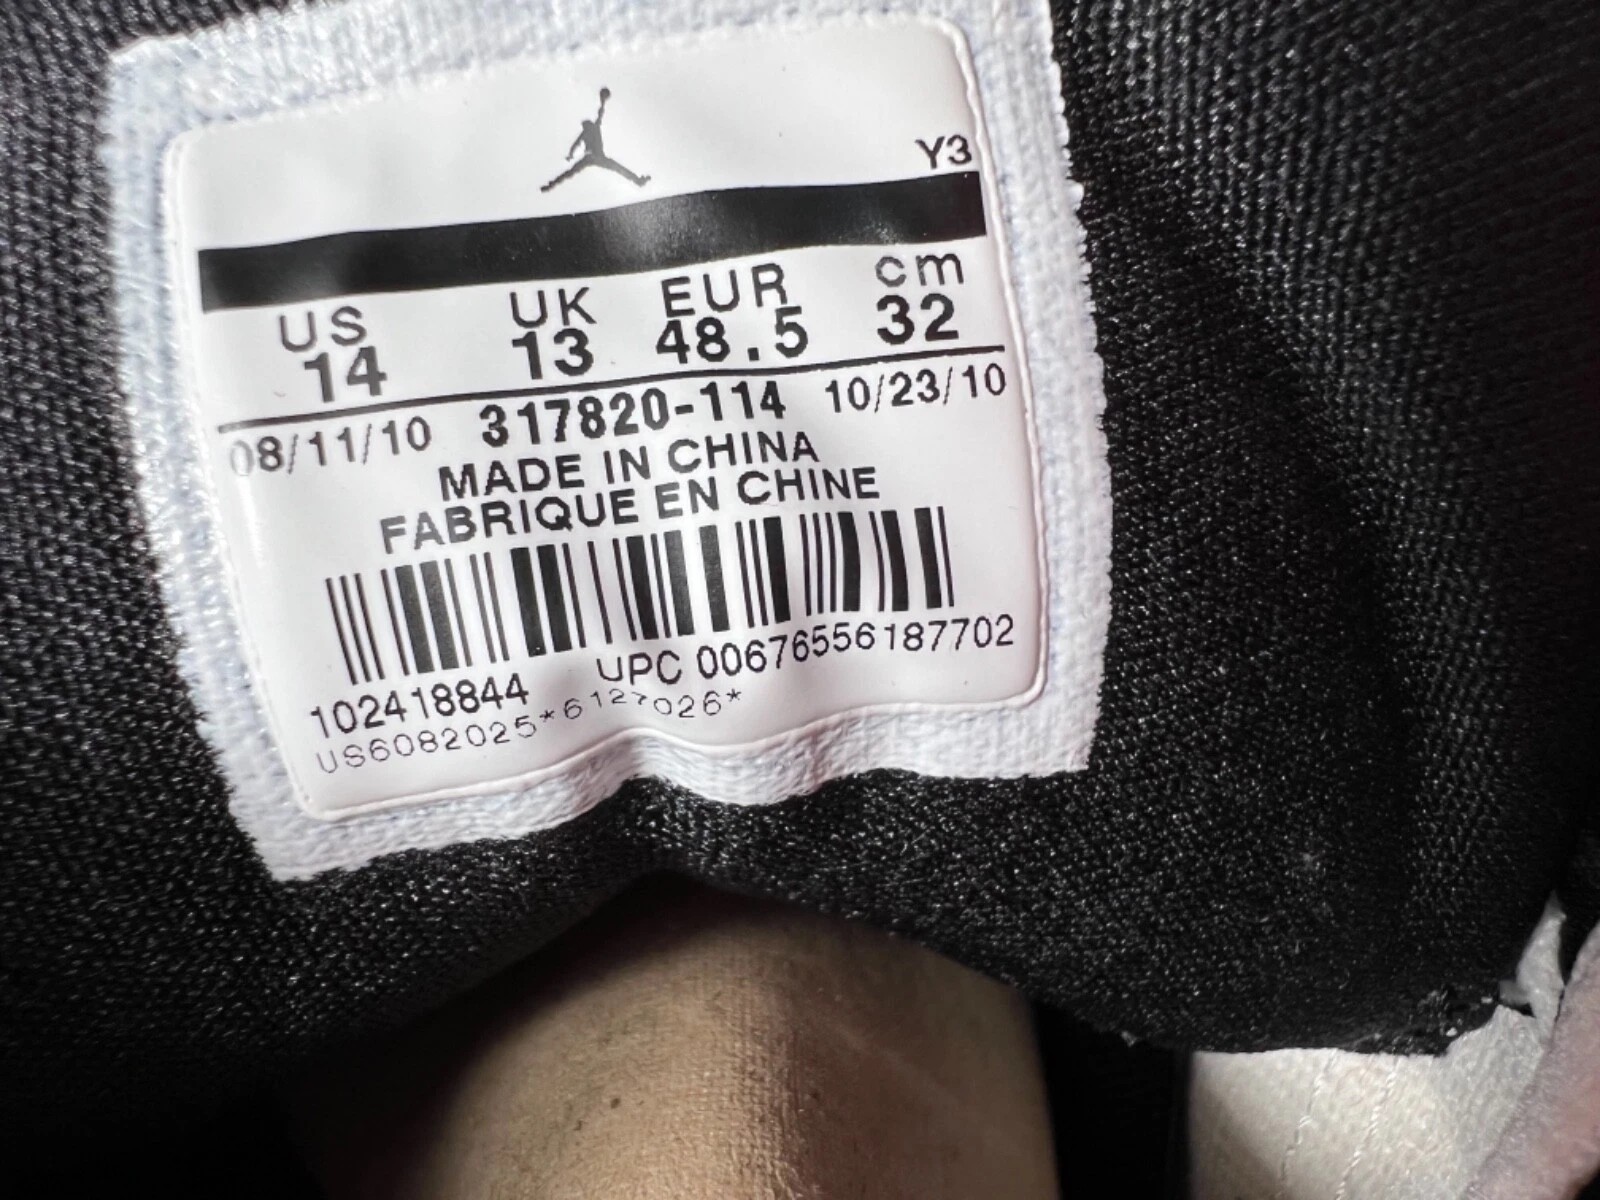 Y3
US UK EUR cm
14 13 48.5 32
08/11/10 317820-114 10/23/10
MADE IN CHINA
FABRIQUE EN CHINE
102418844 UPC 00676556187702
US6082025*6127026*